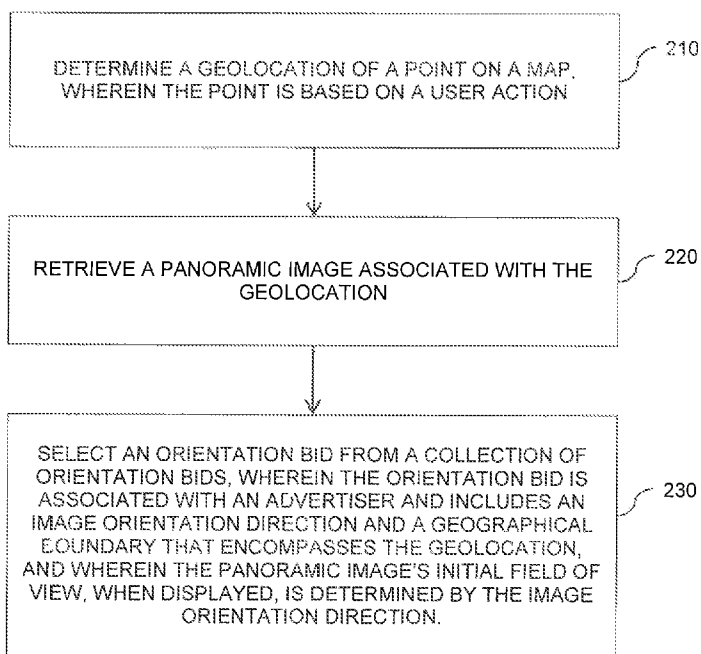 DETERMINE A GEOLOCATION OF A POINT ON A MAP,
WHEREIN THE POINT IS BASED ON A USER ACTION
210
RETRIEVE A PANORAMIC IMAGE ASSOCIATED WITH THE
GEOLOCATION
220
SELECT AN ORIENTATION BID FROM A COLLECTION OF
ORIENTATION BIDS, WHEREIN THE ORIENTATION BID IS
ASSOCIATED WITH AN ADVERTISER AND INCLUDES AN
IMAGE ORIENTATION DIRECTION AND A GEOGRAPHICAL
BOUNDARY THAT ENCOMPASSES THE GEOLOCATION,
AND WHEREIN THE PANORAMIC IMAGE'S INITIAL FIELD OF
VIEW, WHEN DISPLAYED, IS DETERMINED BY THE IMAGE
ORIENTATION DIRECTION.
230